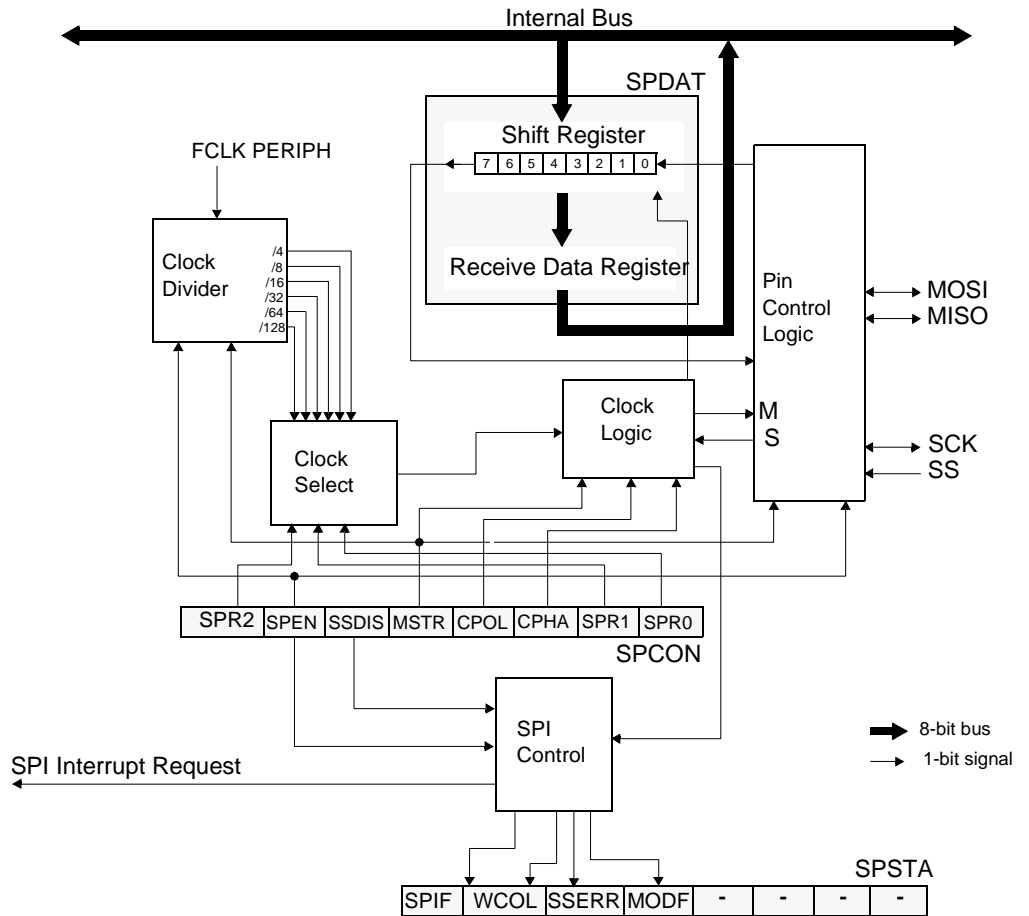 Internal Bus
SPDAT
Shift Register
7 6 5 4 3 2 1 0
FCLK PERIPH
Clock
Divider
/4
/8
/16
/32
/64
/128
Receive Data Register
Pin
Control
Logic
MOSI
MISO
Clock
Logic
M
S
SCK
SS
Clock
Select
SPR2 SPEN SSDIS MSTR CPOL CPHA SPR1 SPR0
SPCON
SPI
Control
8-bit bus
1-bit signal
SPI Interrupt Request
SPSTA
SPIF WCOL SSERR MODF - - - -